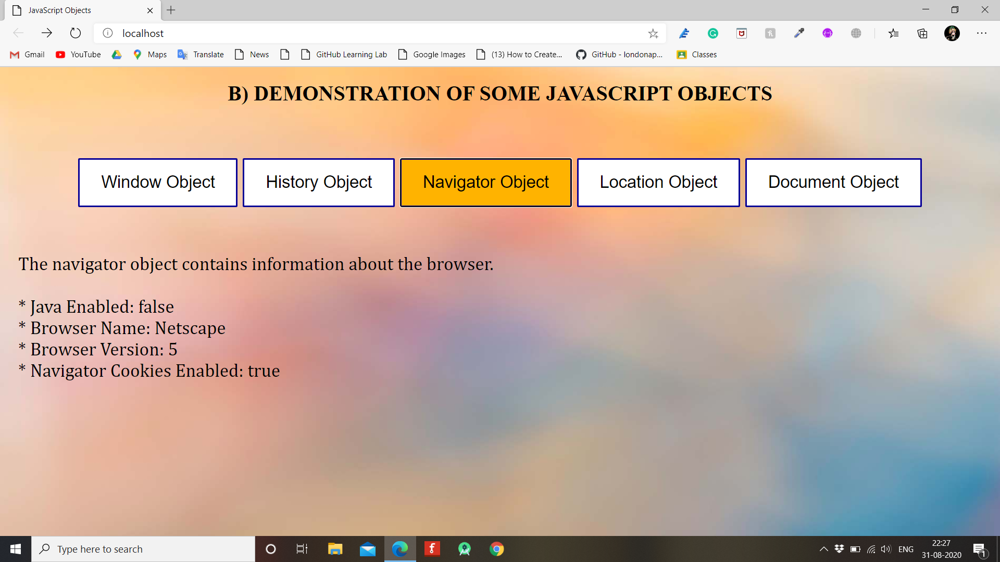 JavaScript Objects
localhost
Gmail
YouTube
Maps
Translate
News
GitHub Learning Lab
Google Images
(13) How to Create...
GitHub - londonap...
Classes
B) DEMONSTRATION OF SOME JAVASCRIPT OBJECTS
Window Object
History Object
Navigator Object
Location Object
Document Object
The navigator object contains information about the browser.
* Java Enabled: false
* Browser Name: Netscape
* Browser Version: 5
* Navigator Cookies Enabled: true
Type here to search
ENG
22:27
31-08-2020
1